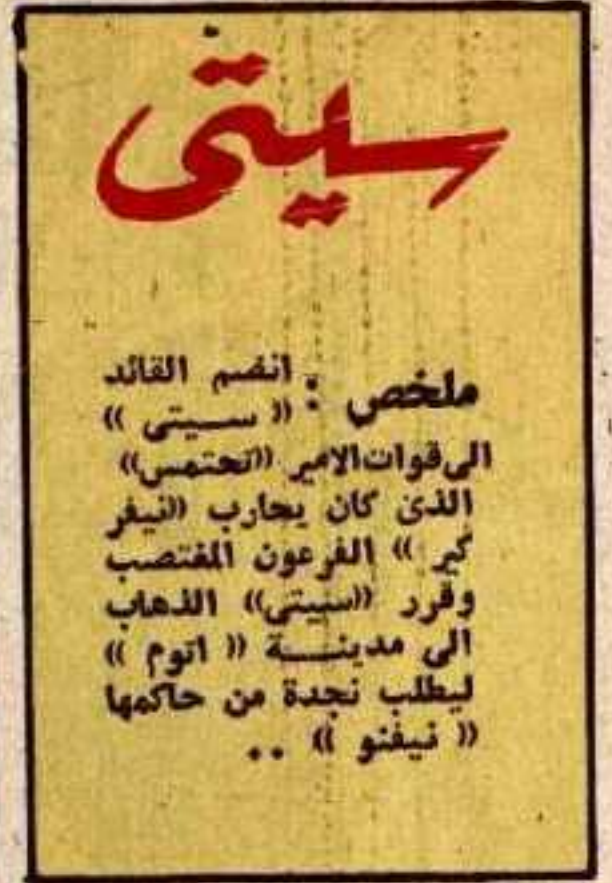 سيتى
ملخص : انضم القائد
« سيتى »
الى قوات الامير «تحتمس»
الذى كان يحارب «نيفر
كير » الفرعون المغتصب
وقرر «سيتى» الذهاب
الى مدينة « اتوم »
ليطلب نجدة من حاكمها
« نيفنو » ..